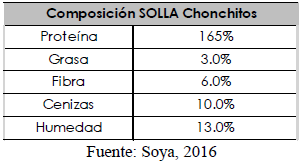 Composición SOLLA Chonchitos
Proteína 165%
Grasa 3.0%
Fibra 6.0%
Cenizas 10.0%
Humedad 13.0%
Fuente: Soya, 2016